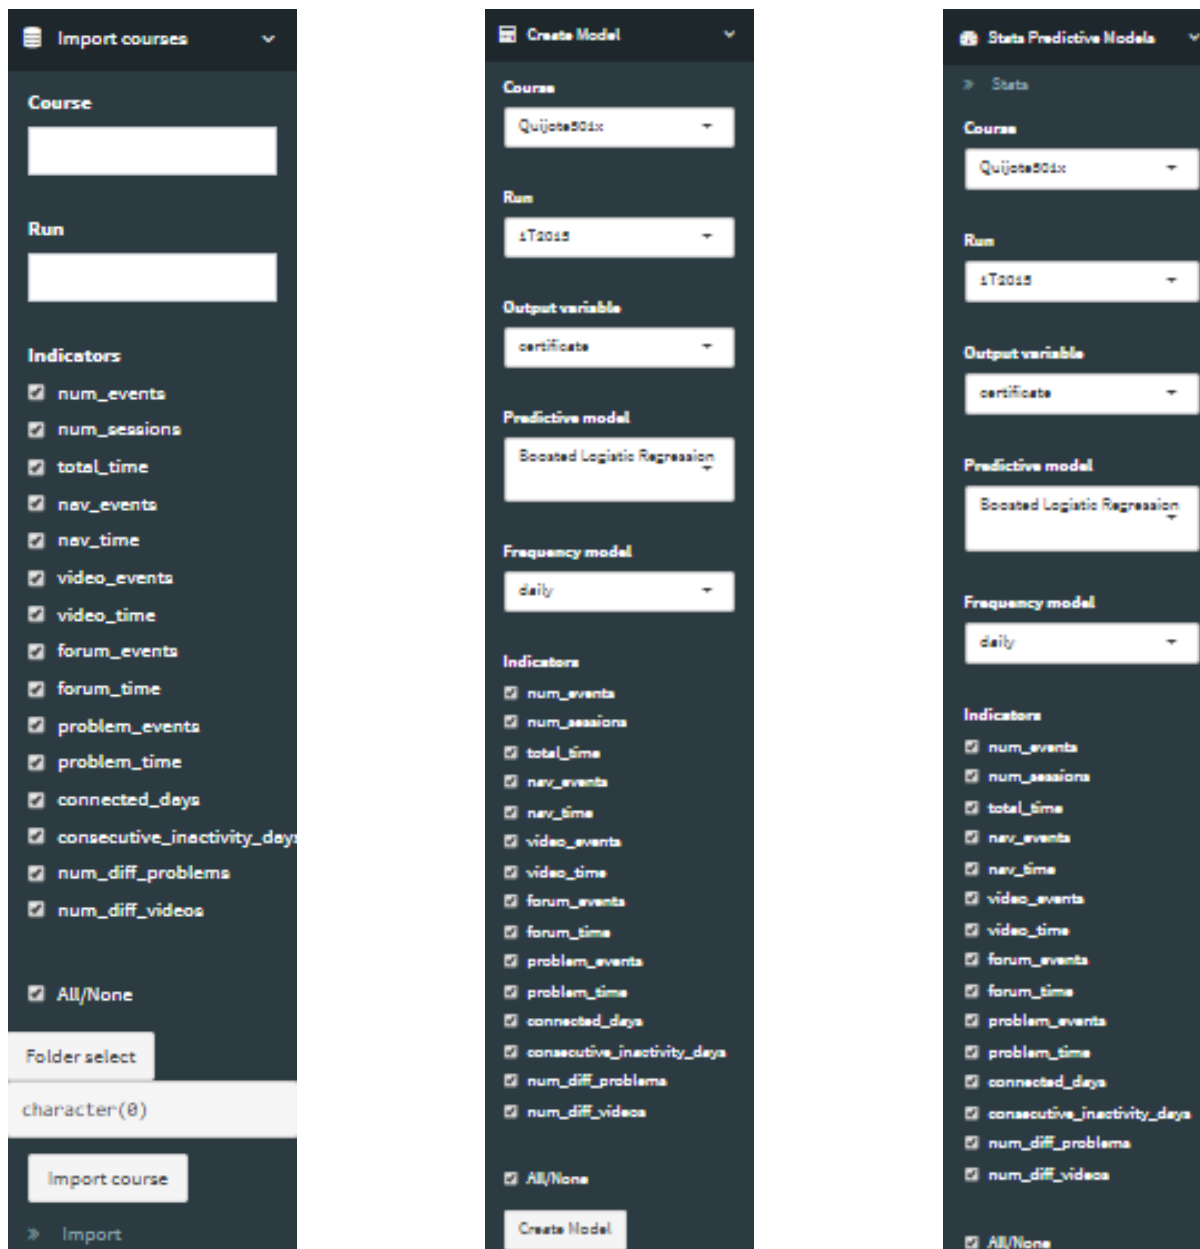 Import courses
Course
Run
Indicators
num_events
num_sessions
total_time
nav_events
nav_time
video_events
video_time
forum_events
forum_time
problem_events
problem_time
connected_days
consecutive_inactivity_days
num_diff_problems
num_diff_videos
All/None
Folder select
character(0)
Import course
» Import
Create Model
Course
Quijote501x
Run
1T2015
Output variable
certificate
Predictive model
Boosted Logistic Regression
Frequency model
daily
Indicators
num_events
num_sessions
total_time
nav_events
nav_time
video_events
video_time
forum_events
forum_time
problem_events
problem_time
connected_days
consecutive_inactivity_days
num_diff_problems
num_diff_videos
All/None
Create Model
Stats Predictive Models
» Stats
Course
Quijote501x
Run
1T2015
Output variable
certificate
Predictive model
Boosted Logistic Regression
Frequency model
daily
Indicators
num_events
num_sessions
total_time
nav_events
nav_time
video_events
video_time
forum_events
forum_time
problem_events
problem_time
connected_days
consecutive_inactivity_days
num_diff_problems
num_diff_videos
All/None